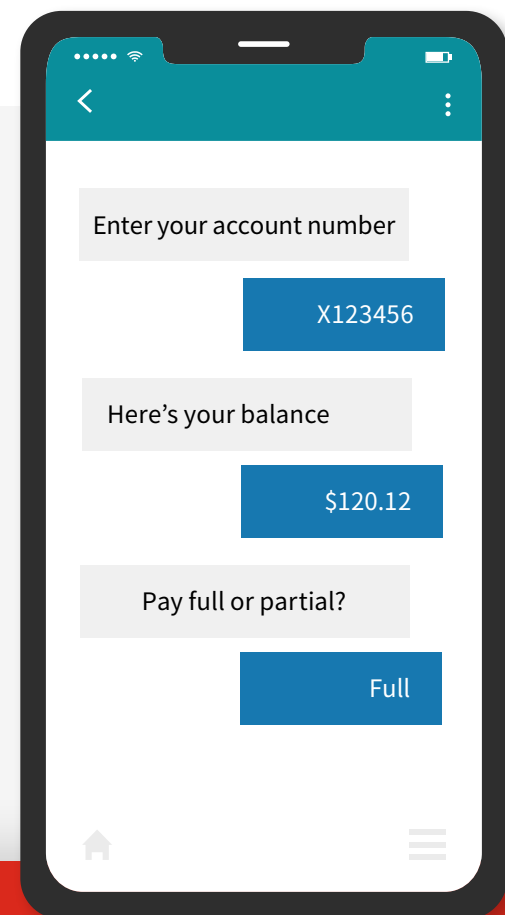 Enter your account number
X123456
Here’s your balance
$120.12
Pay full or partial?
Full